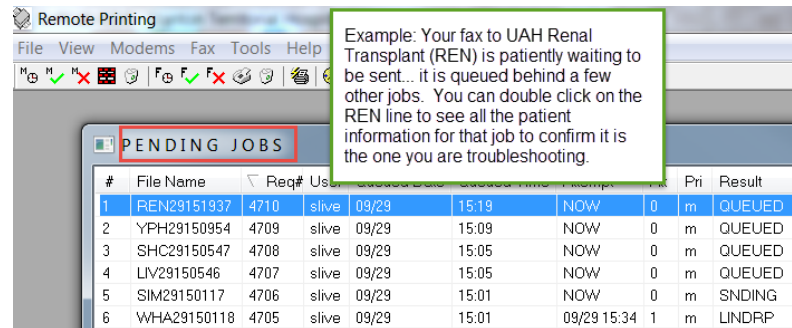 Remote Printing
File View Modems Fax Tools Help
Example: Your fax to UAH Renal
Transplant (REN) is patiently waiting to
be sent... it is queued behind a few
other jobs. You can double click on the
REN line to see all the patient
information for that job to confirm it is
the one you are troubleshooting.
PENDING JOBS
# File Name Req# User Pri Result
1 REN29151937 4710 slive 09/29 15:19 NOW 0 m QUEUED
2 YPH29150954 4709 slive 09/29 15:09 NOW 0 m QUEUED
3 SHC29150547 4708 slive 09/29 15:05 NOW 0 m QUEUED
4 LIV29150546 4707 slive 09/29 15:05 NOW 0 m QUEUED
5 SIM29150117 4706 slive 09/29 15:01 NOW 0 m SNDING
6 WHA29150118 4705 slive 09/29 15:01 09/29 15:34 1 m LINDRP